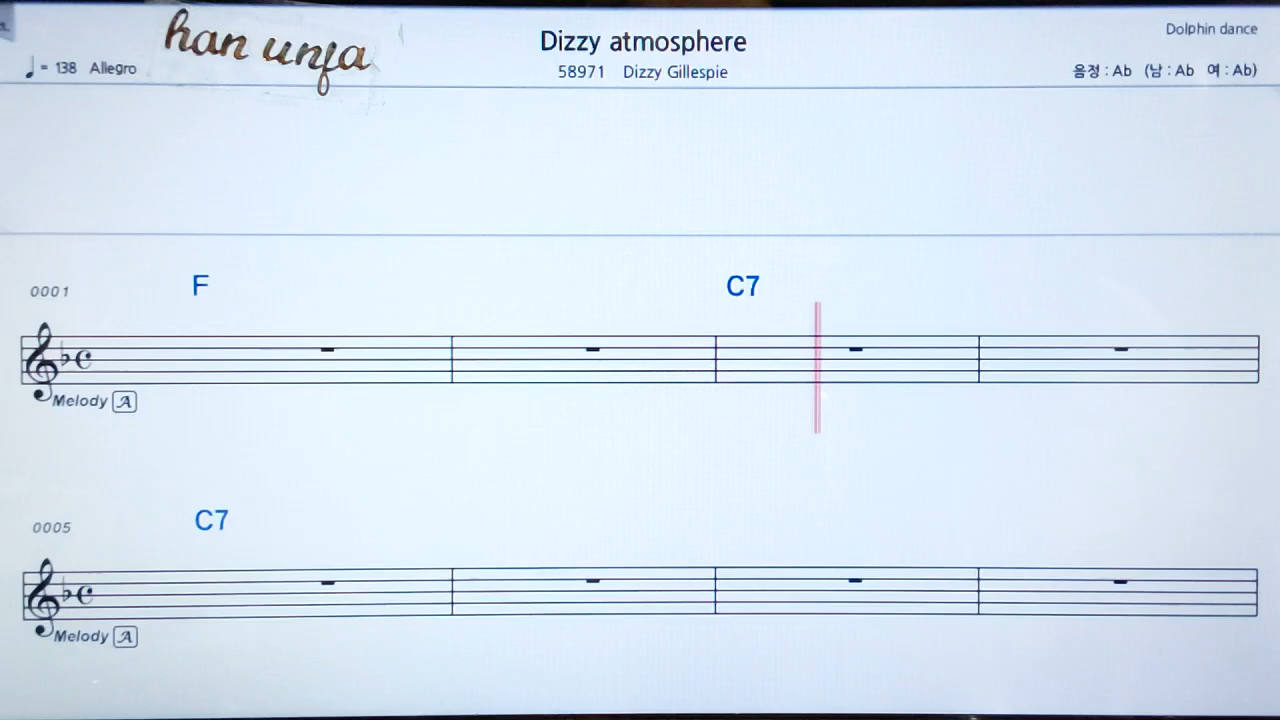 han unfa
Dizzy atmosphere
Dolphin dance
♩ = 138 Allegro
58971 Dizzy Gillespie
음정 : Ab (남 : Ab 여 : Ab)
0001 F C7
Melody A
0005 C7
Melody A